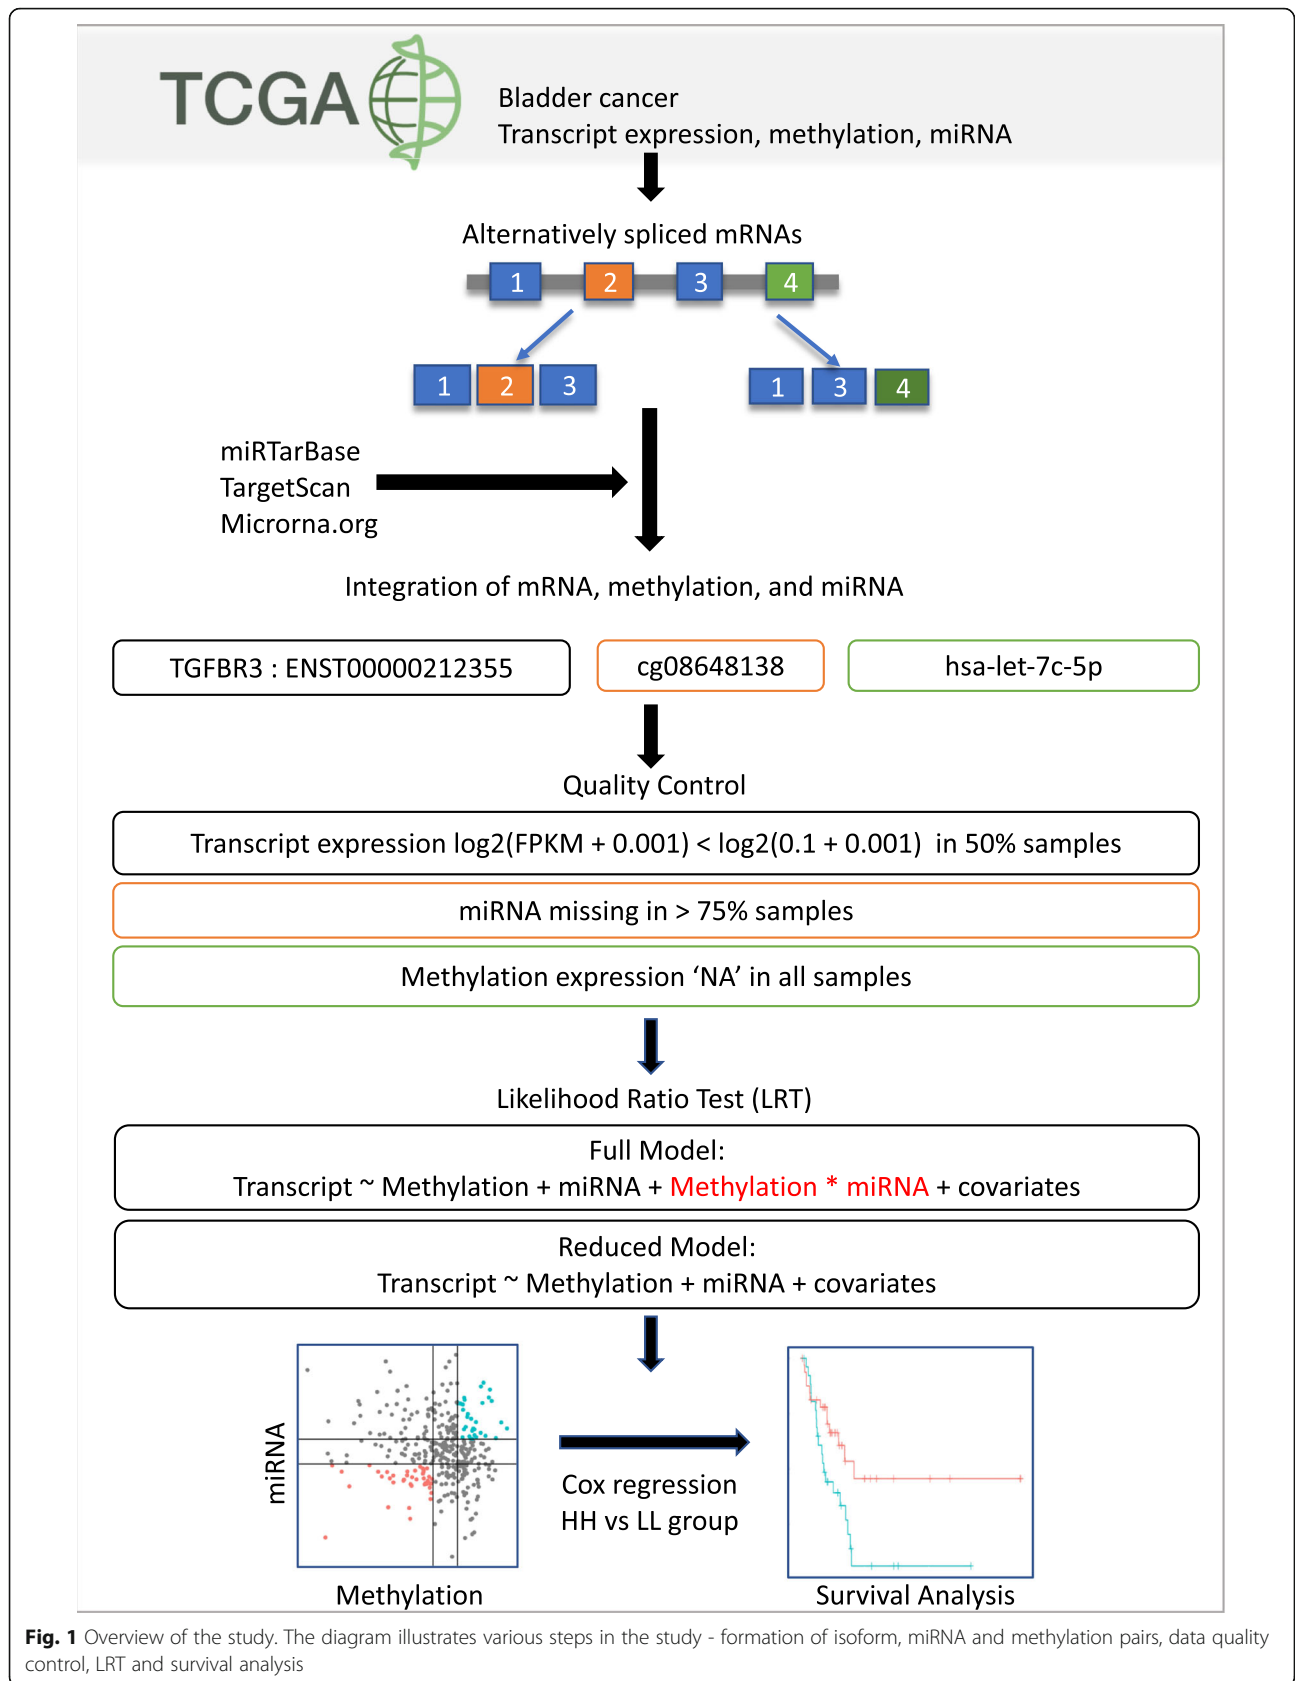 TCGA
Bladder cancer
Transcript expression, methylation, miRNA
Alternatively spliced mRNAs
1 2 3 4
1 2 3
1 3 4
miRTarBase
TargetScan
Microrna.org
Integration of mRNA, methylation, and miRNA
TGFBR3 : ENST00000212355
cg08648138
hsa-let-7c-5p
Quality Control
Transcript expression log2(FPKM + 0.001) < log2(0.1 + 0.001) in 50% samples
miRNA missing in > 75% samples
Methylation expression ‘NA’ in all samples
Likelihood Ratio Test (LRT)
Full Model:
Transcript ~ Methylation + miRNA + Methylation * miRNA + covariates
Reduced Model:
Transcript ~ Methylation + miRNA + covariates
miRNA
Methylation
Cox regression
HH vs LL group
Survival Analysis
Fig. 1 Overview of the study. The diagram illustrates various steps in the study - formation of isoform, miRNA and methylation pairs, data quality
control, LRT and survival analysis